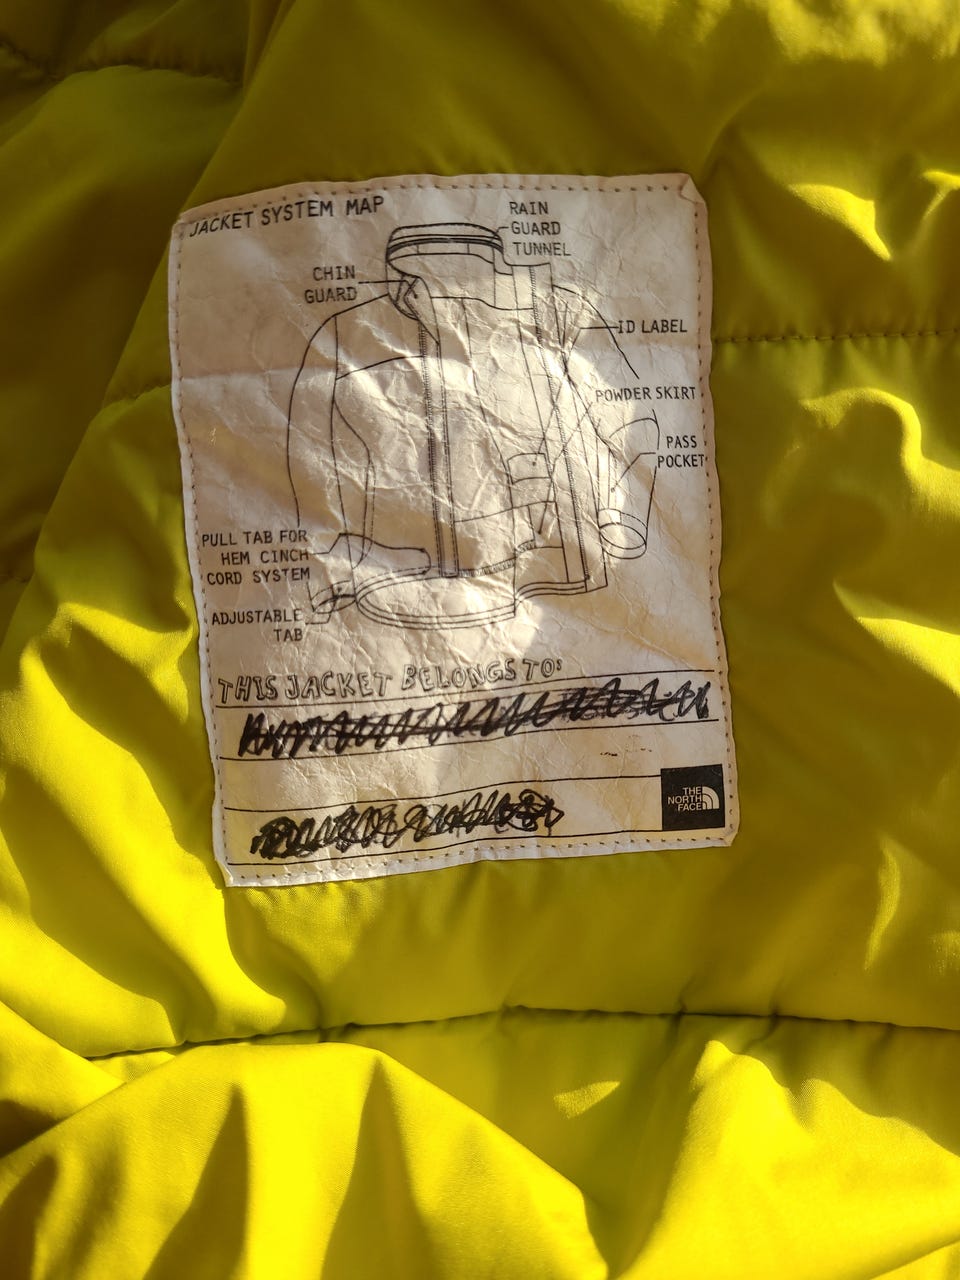 JACKET SYSTEM MAP
RAIN
GUARD
TUNNEL
CHIN
GUARD
ID LABEL
POWDER SKIRT
PASS
POCKET
PULL TAB FOR
HEM CINCH
CORD SYSTEM
ADJUSTABLE
TAB
THIS JACKET BELONGS TO:
THE
NORTH
FACE